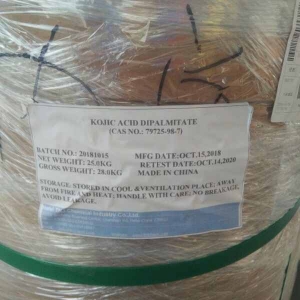 KOJIC ACID DIPALMITATE
(CAS NO.: 79725-98-7)
BATCH NO.: 20181015 MFG DATE:OCT.15,2018
NET WEIGHT: 25.0KG RETEST DATE:OCT.14,2020
GROSS WEIGHT: 28.0KG MADE IN CHINA
STORAGE: STORED IN COOL &VENTILATION PLACE; AWAY
FROM FIRE AND HEAT; HANDLE WITH CARE; NO BREAKAGE,
AVOID LEAKAGE.